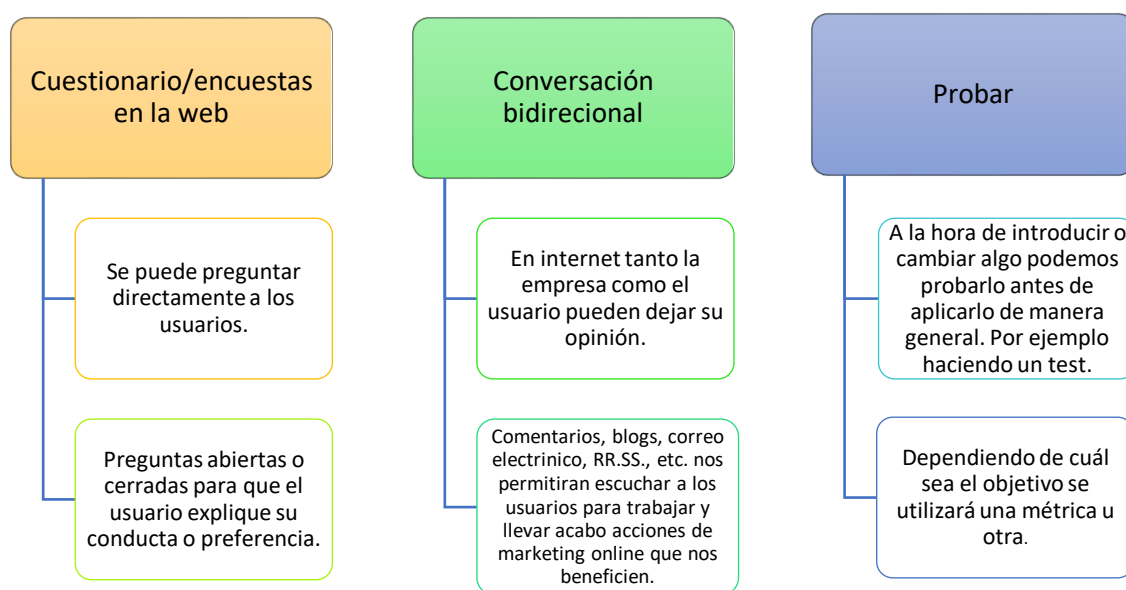 Cuestionario/encuestas
en la web
Se puede preguntar
directamente a los
usuarios.
Preguntas abiertas o
cerradas para que el
usuario explique su
conducta o preferencia.
Conversación
bidirecional
En internet tanto la
empresa como el
usuario pueden dejar su
opinión.
Comentarios, blogs, correo
electrinico, RR.SS., etc. nos
permitiran escuchar a los
usuarios para trabajar y
llevar acabo acciones de
marketing online que nos
beneficien.
Probar
A la hora de introducir o
cambiar algo podemos
probarlo antes de
aplicarlo de manera
general. Por ejemplo
haciendo un test.
Dependiendo de cuál
sea el objetivo se
utilizará una métrica u
otra.